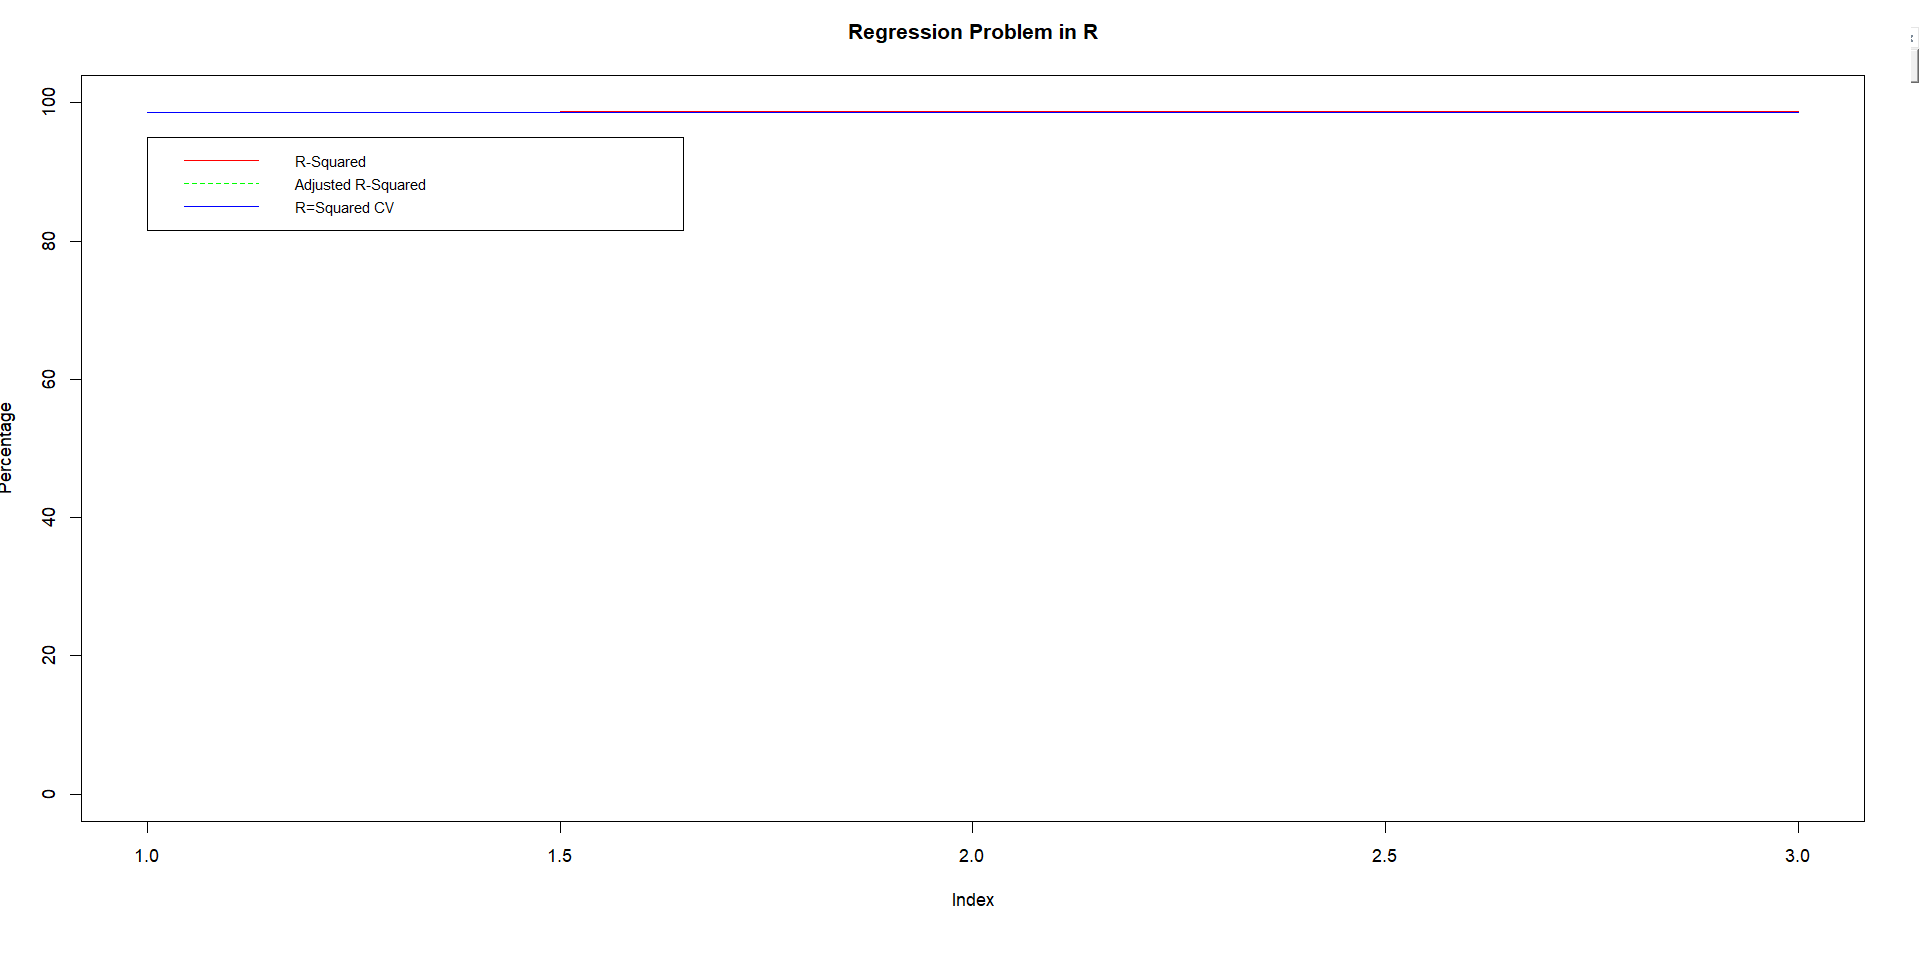 Regression Problem in R
100
80
60
40
20
0
Percentage
R-Squared
Adjusted R-Squared
R=Squared CV
1.0
1.5
2.0
2.5
3.0
Index